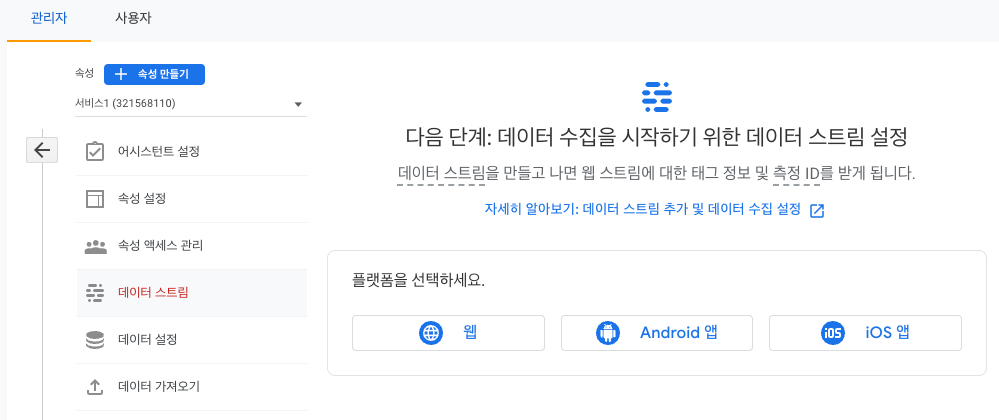 관리자
사용자
속성
속성 만들기
서비스1 (321568110)
어시스턴트 설정
속성 설정
속성 액세스 관리
데이터 스트림
데이터 설정
데이터 가져오기
다음 단계: 데이터 수집을 시작하기 위한 데이터 스트림 설정
데이터 스트림을 만들고 나면 웹 스트림에 대한 태그 정보 및 측정 ID를 받게 됩니다.
자세히 알아보기: 데이터 스트림 추가 및 데이터 수집 설정
플랫폼을 선택하세요.
웹
Android 앱
iOS iOS 앱